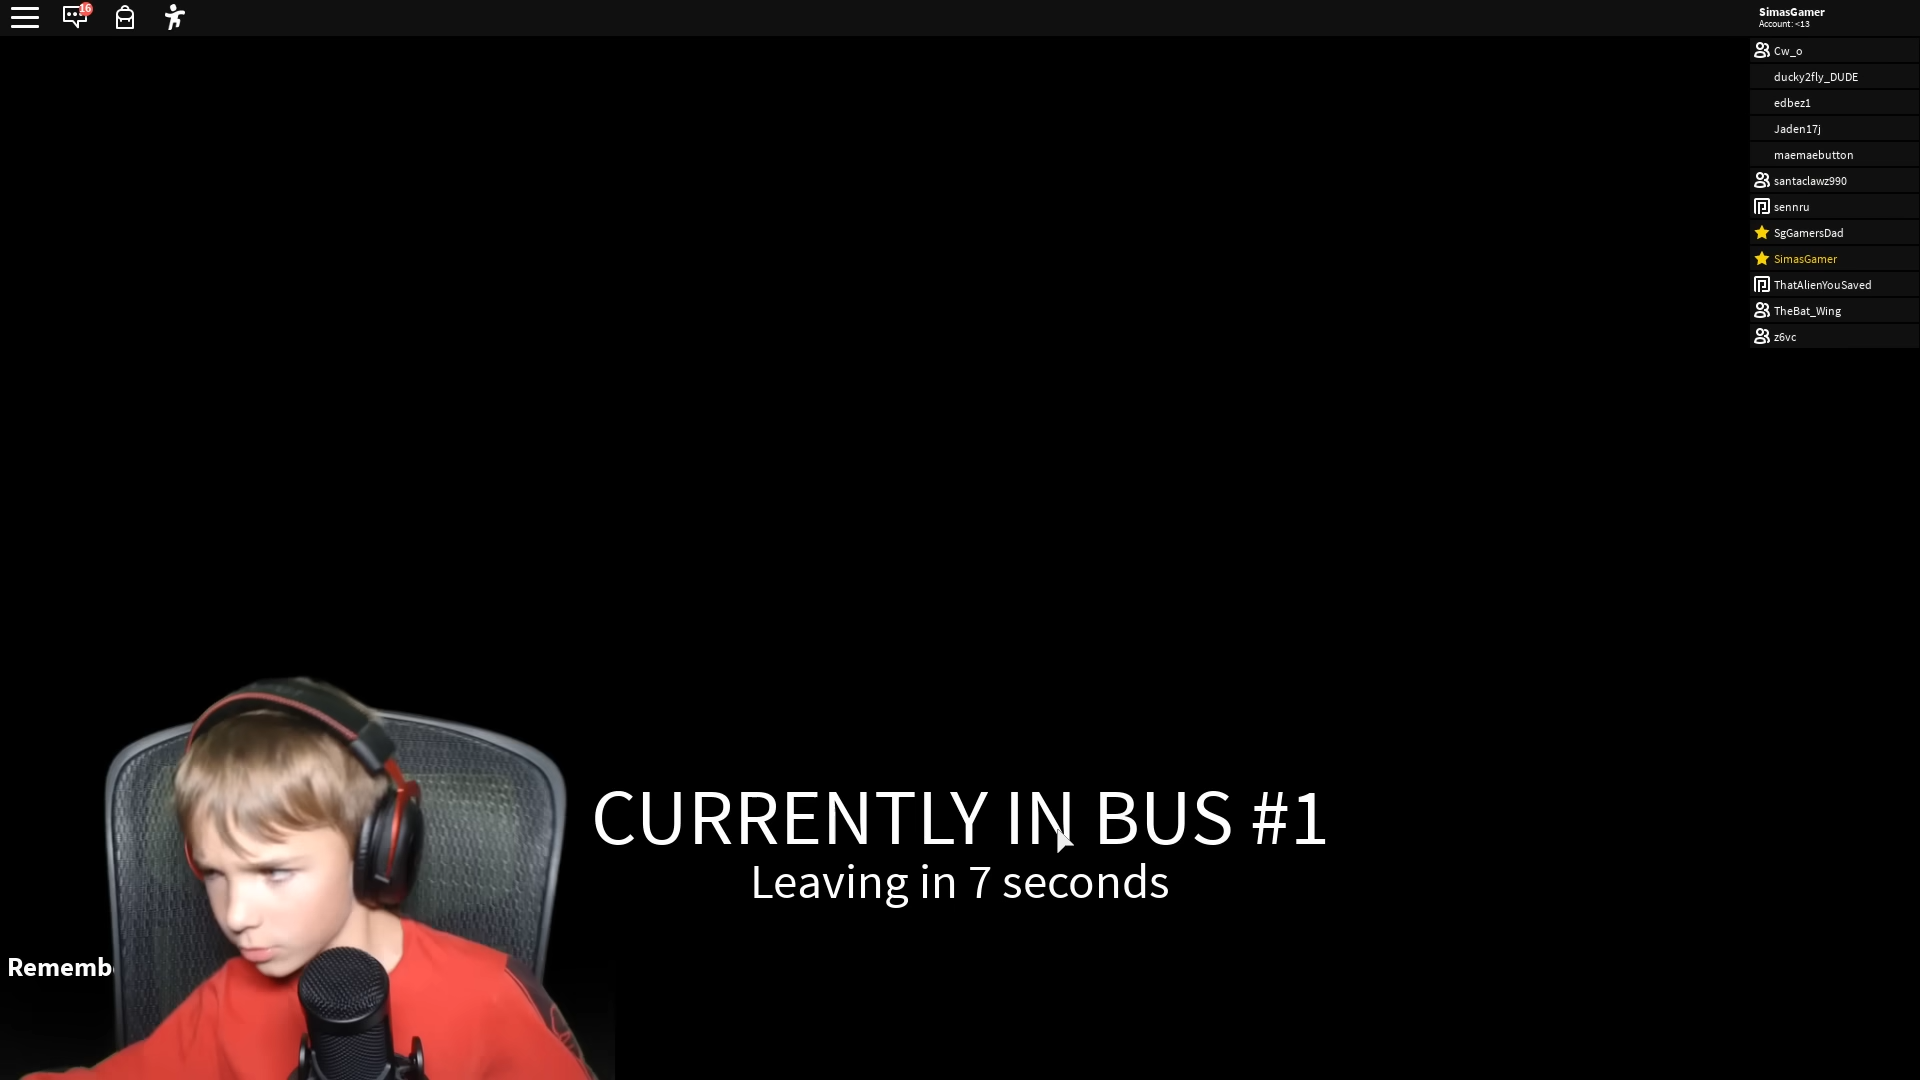 16
SimasGamer
Account: <13
Cw_o
ducky2fly_DUDE
edbez1
Jaden17j
maemaebutton
santaclawz990
sennru
SgGamersDad
SimasGamer
ThatAlienYouSaved
TheBat_Wing
z6vc
CURRENTLY IN BUS #1
Leaving in 7 seconds